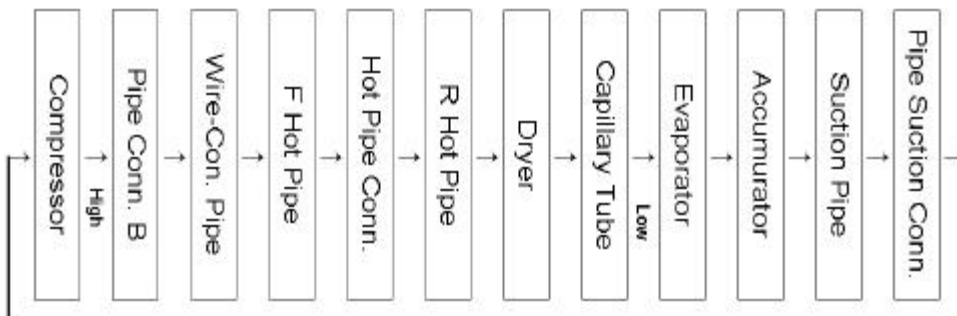 Compressor
High
Pipe Conn. B
Wire-Con. Pipe
F Hot Pipe
Hot Pipe Conn.
R Hot Pipe
Dryer
Capillary Tube
Low
Evaporator
Accumurator
Suction Pipe
Pipe Suction Conn.